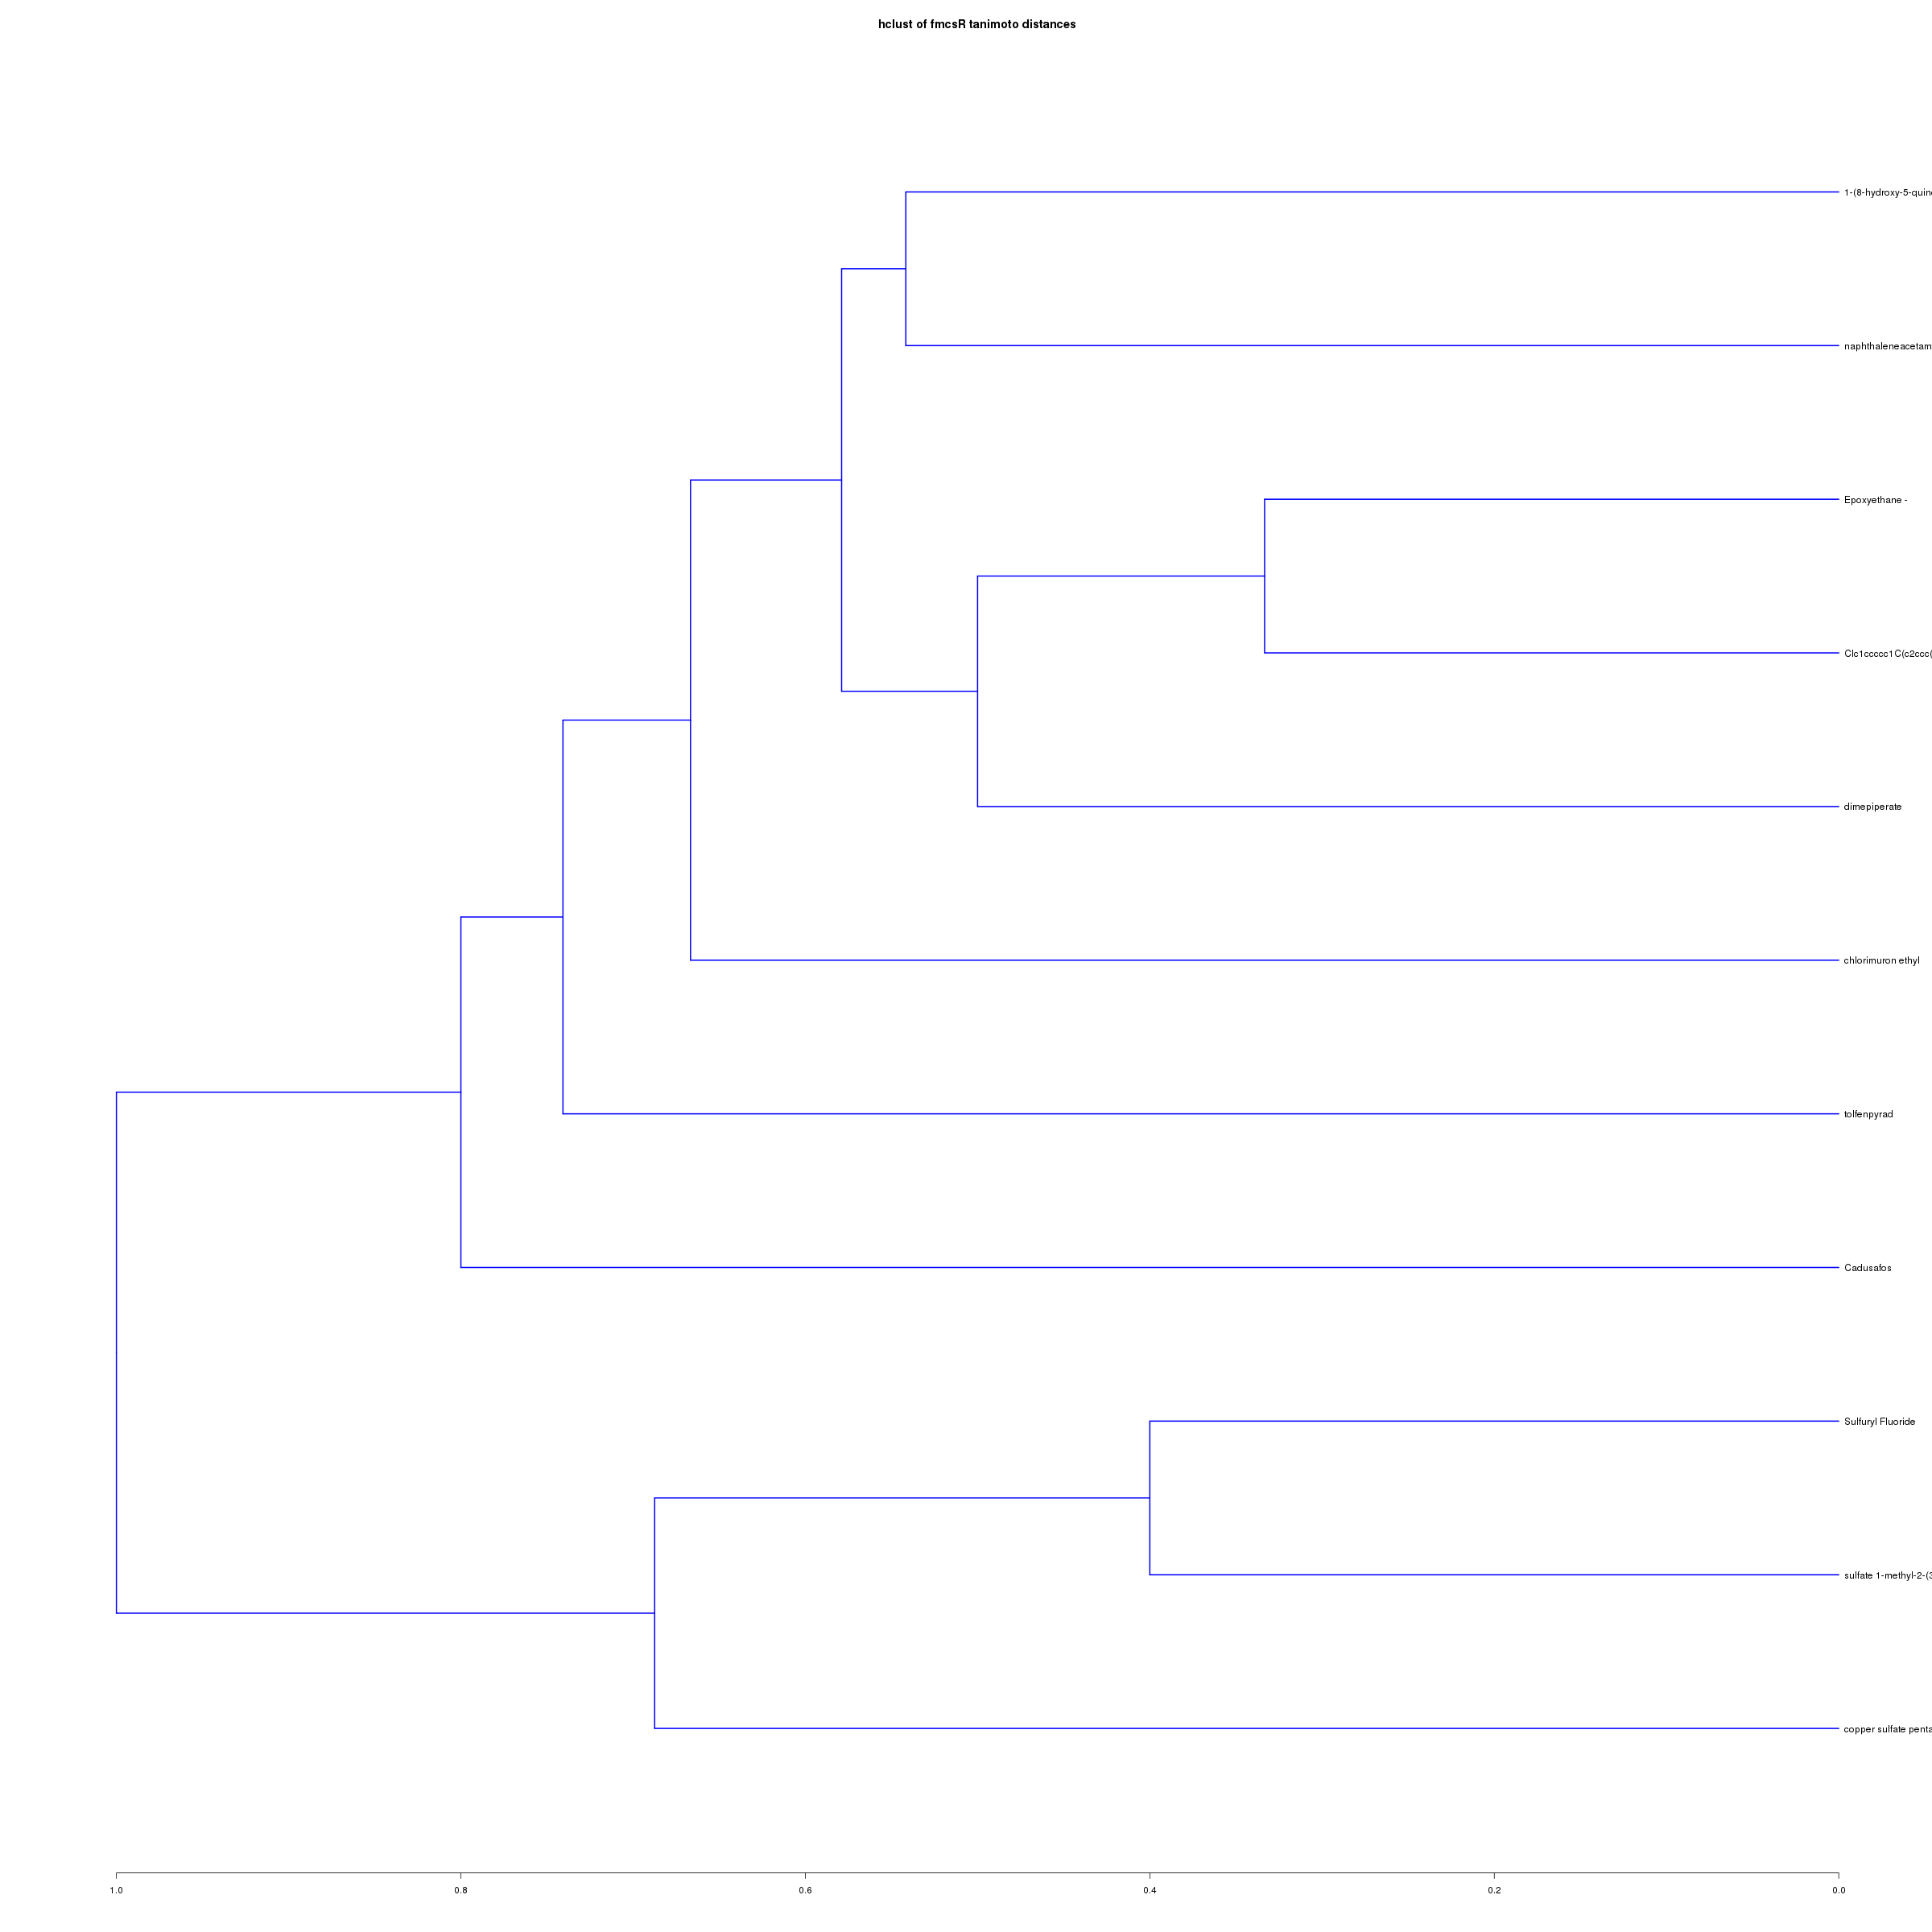 hclust of fmcsR tanimoto distances
1-(8-hydroxy-5-quin
naphthaleneacetam
Epoxyethane -
Clc1ccccc1C(c2ccc(
dimepiperate
chlorimuron ethyl
tolfenpyrad
Cadusafos
Sulfuryl Fluoride
sulfate 1-methyl-2-(3
copper sulfate penta
1.0 0.8 0.6 0.4 0.2 0.0